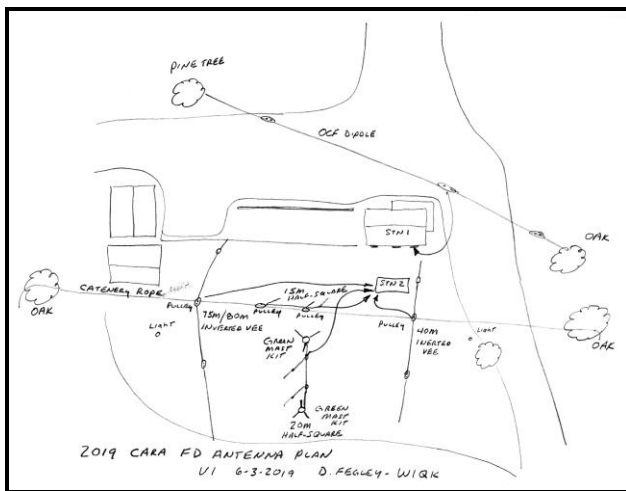 PINE TREE
OCF DIPOLE
OAK
STN 1
STN 2
CATENERY ROPE
15M
HALF-SQUARE
OAK
PULLEY
75M/80M
INVERTED VEE
PULLEY
PULLEY
PULLEY
40M
INVERTED
VEE
LIGHT
LIGHT
OAK
GREEN
MAST
KIT
GREEN
MAST
KIT
20M
HALF-SQUARE
2019 CARA FD ANTENNA PLAN
V1 6-3-2019 D. FEGLEY - W1QK